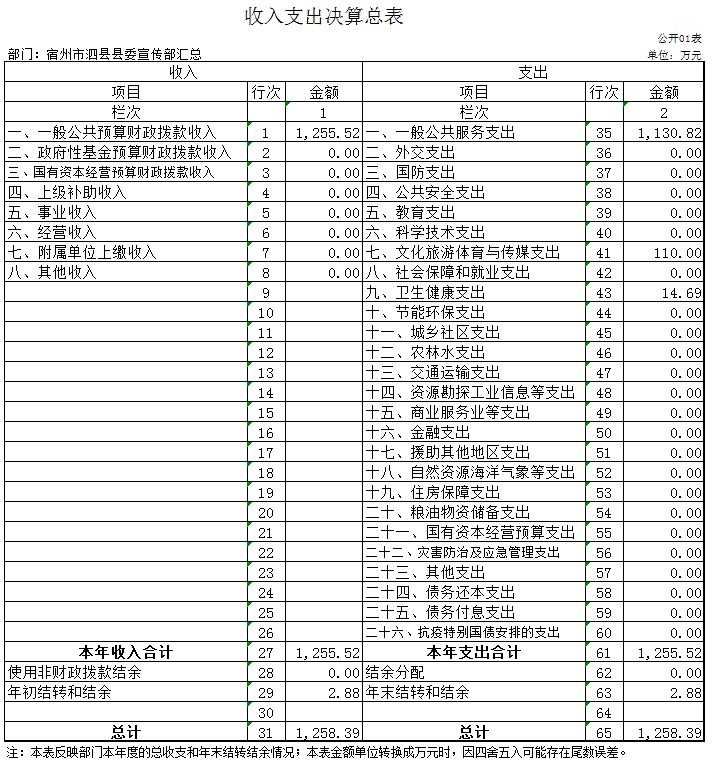 收入支出决算总表
公开01表
部门：宿州市泗县县委宣传部汇总 单位：万元
收入 支出
项目 行次 金额 项目 行次 金额
栏次 1 栏次 2
一、一般公共预算财政拨款收入 1 1,255.52 一、一般公共服务支出 35 1,130.82
二、政府性基金预算财政拨款收入 2 0.00 二、外交支出 36 0.00
三、国有资本经营预算财政拨款收入 3 0.00 三、国防支出 37 0.00
四、上级补助收入 4 0.00 四、公共安全支出 38 0.00
五、事业收入 5 0.00 五、教育支出 39 0.00
六、经营收入 6 0.00 六、科学技术支出 40 0.00
七、附属单位上缴收入 7 0.00 七、文化旅游体育与传媒支出 41 110.00
八、其他收入 8 0.00 八、社会保障和就业支出 42 0.00
9 九、卫生健康支出 43 14.69
10 十、节能环保支出 44 0.00
11 十一、城乡社区支出 45 0.00
12 十二、农林水支出 46 0.00
13 十三、交通运输支出 47 0.00
14 十四、资源勘探工业信息等支出 48 0.00
15 十五、商业服务业等支出 49 0.00
16 十六、金融支出 50 0.00
17 十七、援助其他地区支出 51 0.00
18 十八、自然资源海洋气象等支出 52 0.00
19 十九、住房保障支出 53 0.00
20 二十、粮油物资储备支出 54 0.00
21 二十一、国有资本经营预算支出 55 0.00
22 二十二、灾害防治及应急管理支出 56 0.00
23 二十三、其他支出 57 0.00
24 二十四、债务还本支出 58 0.00
25 二十五、债务付息支出 59 0.00
26 二十六、抗疫特别国债安排的支出 60 0.00
本年收入合计 27 1,255.52 本年支出合计 61 1,255.52
使用非财政拨款结余 28 0.00 结余分配 62 0.00
年初结转和结余 29 2.88 年末结转和结余 63 2.88
30 64
总计 31 1,258.39 总计 65 1,258.39
注：本表反映部门本年度的总收支和年末结转结余情况；本表金额单位转换成万元时，因四舍五入可能存在尾数误差。